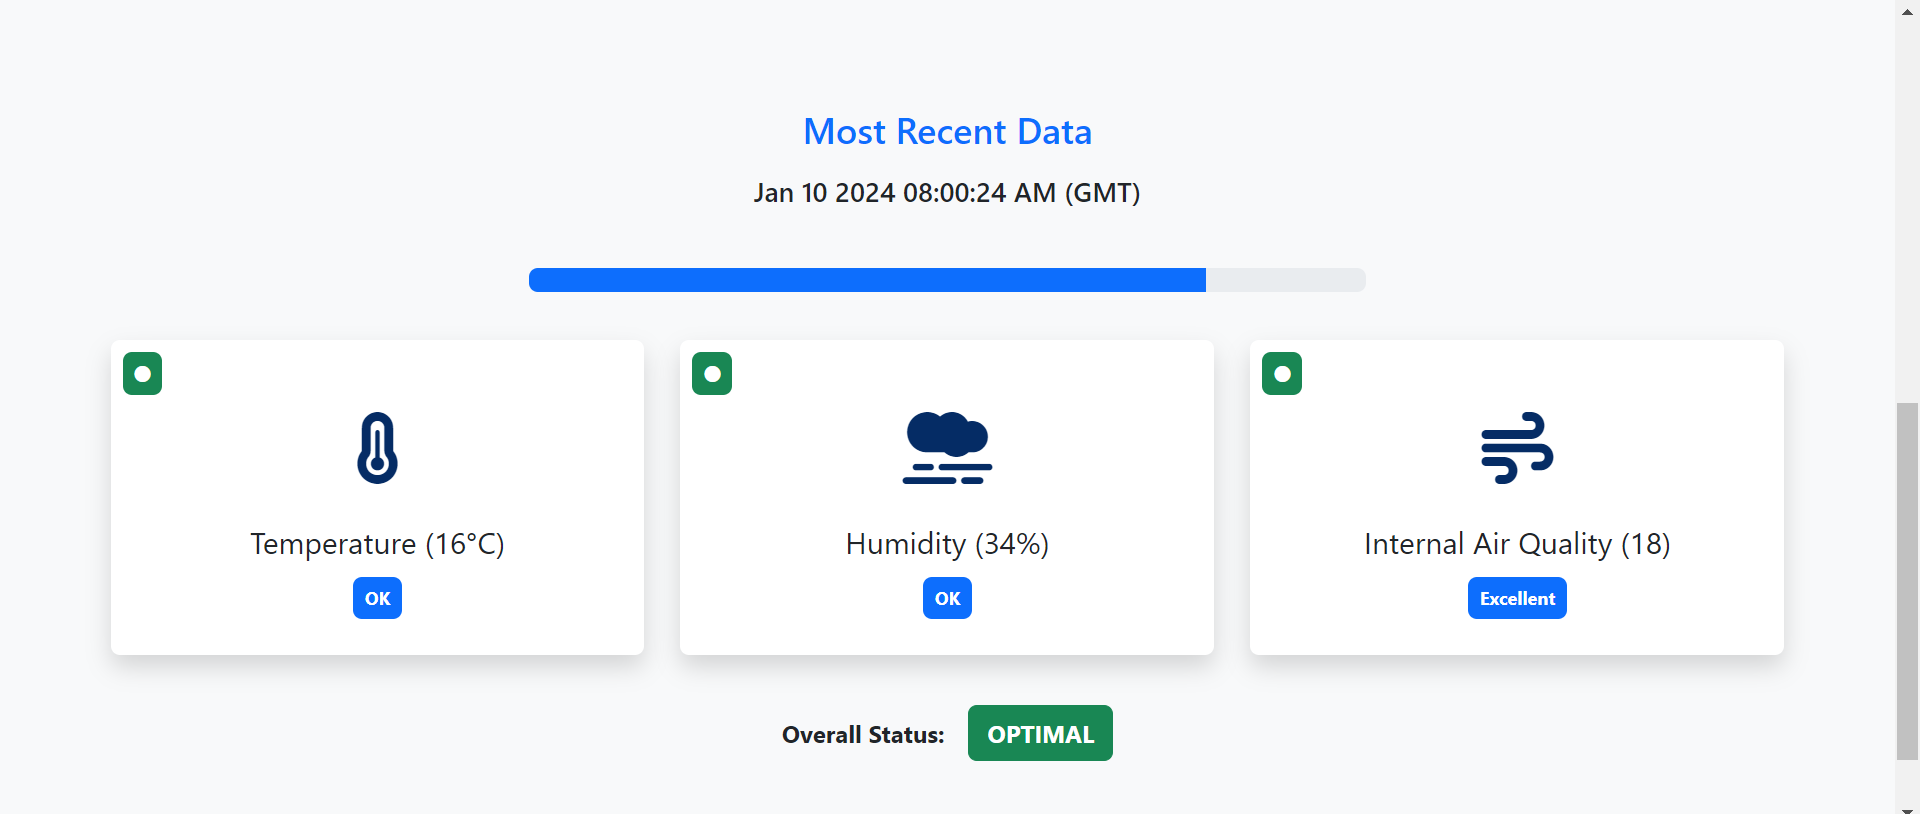 Most Recent Data
Jan 10 2024 08:00:24 AM (GMT)
Temperature (16°C)
OK
Humidity (34%)
OK
Internal Air Quality (18)
Excellent
Overall Status: OPTIMAL